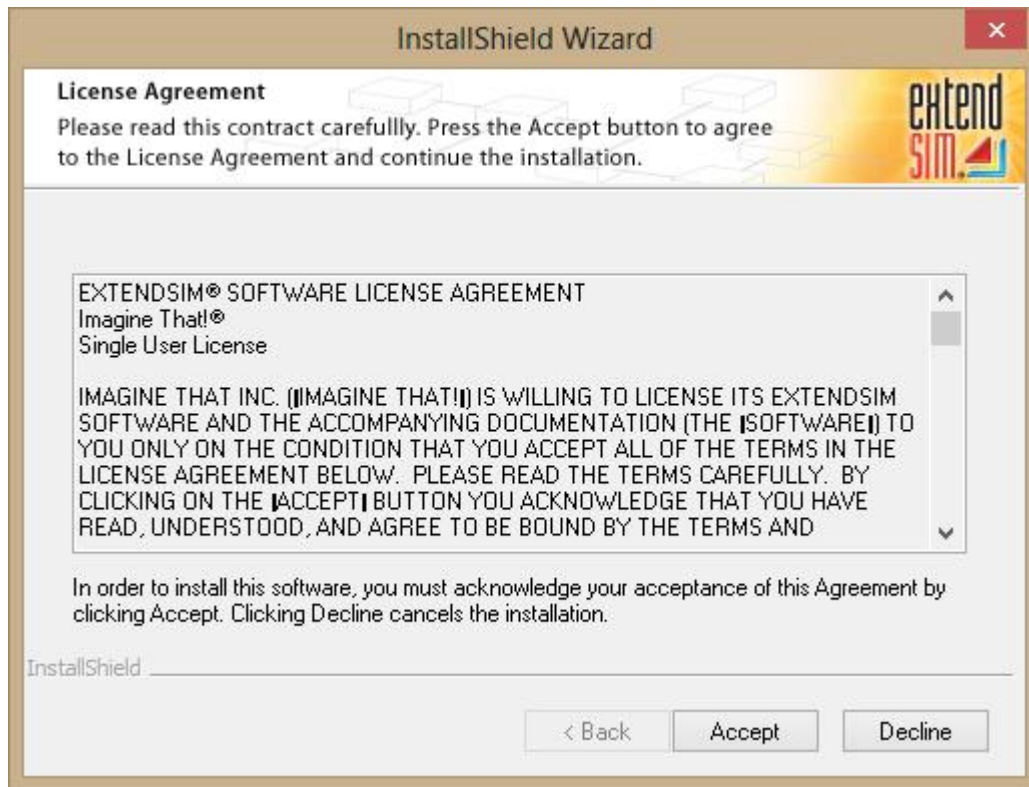 InstallShield Wizard
License Agreement
Please read this contract carefullly. Press the Accept button to agree
to the License Agreement and continue the installation.
extend
SIM
EXTENDSIM® SOFTWARE LICENSE AGREEMENT
Imagine That!®
Single User License
IMAGINE THAT INC. (|IMAGINE THAT!|) IS WILLING TO LICENSE ITS EXTENDSIM
SOFTWARE AND THE ACCOMPANYING DOCUMENTATION (THE |SOFTWARE|) TO
YOU ONLY ON THE CONDITION THAT YOU ACCEPT ALL OF THE TERMS IN THE
LICENSE AGREEMENT BELOW.  PLEASE READ THE TERMS CAREFULLY.  BY
CLICKING ON THE |ACCEPT| BUTTON YOU ACKNOWLEDGE THAT YOU HAVE
READ, UNDERSTOOD, AND AGREE TO BE BOUND BY THE TERMS AND
In order to install this software, you must acknowledge your acceptance of this Agreement by
clicking Accept. Clicking Decline cancels the installation.
InstallShield
< Back
Accept
Decline